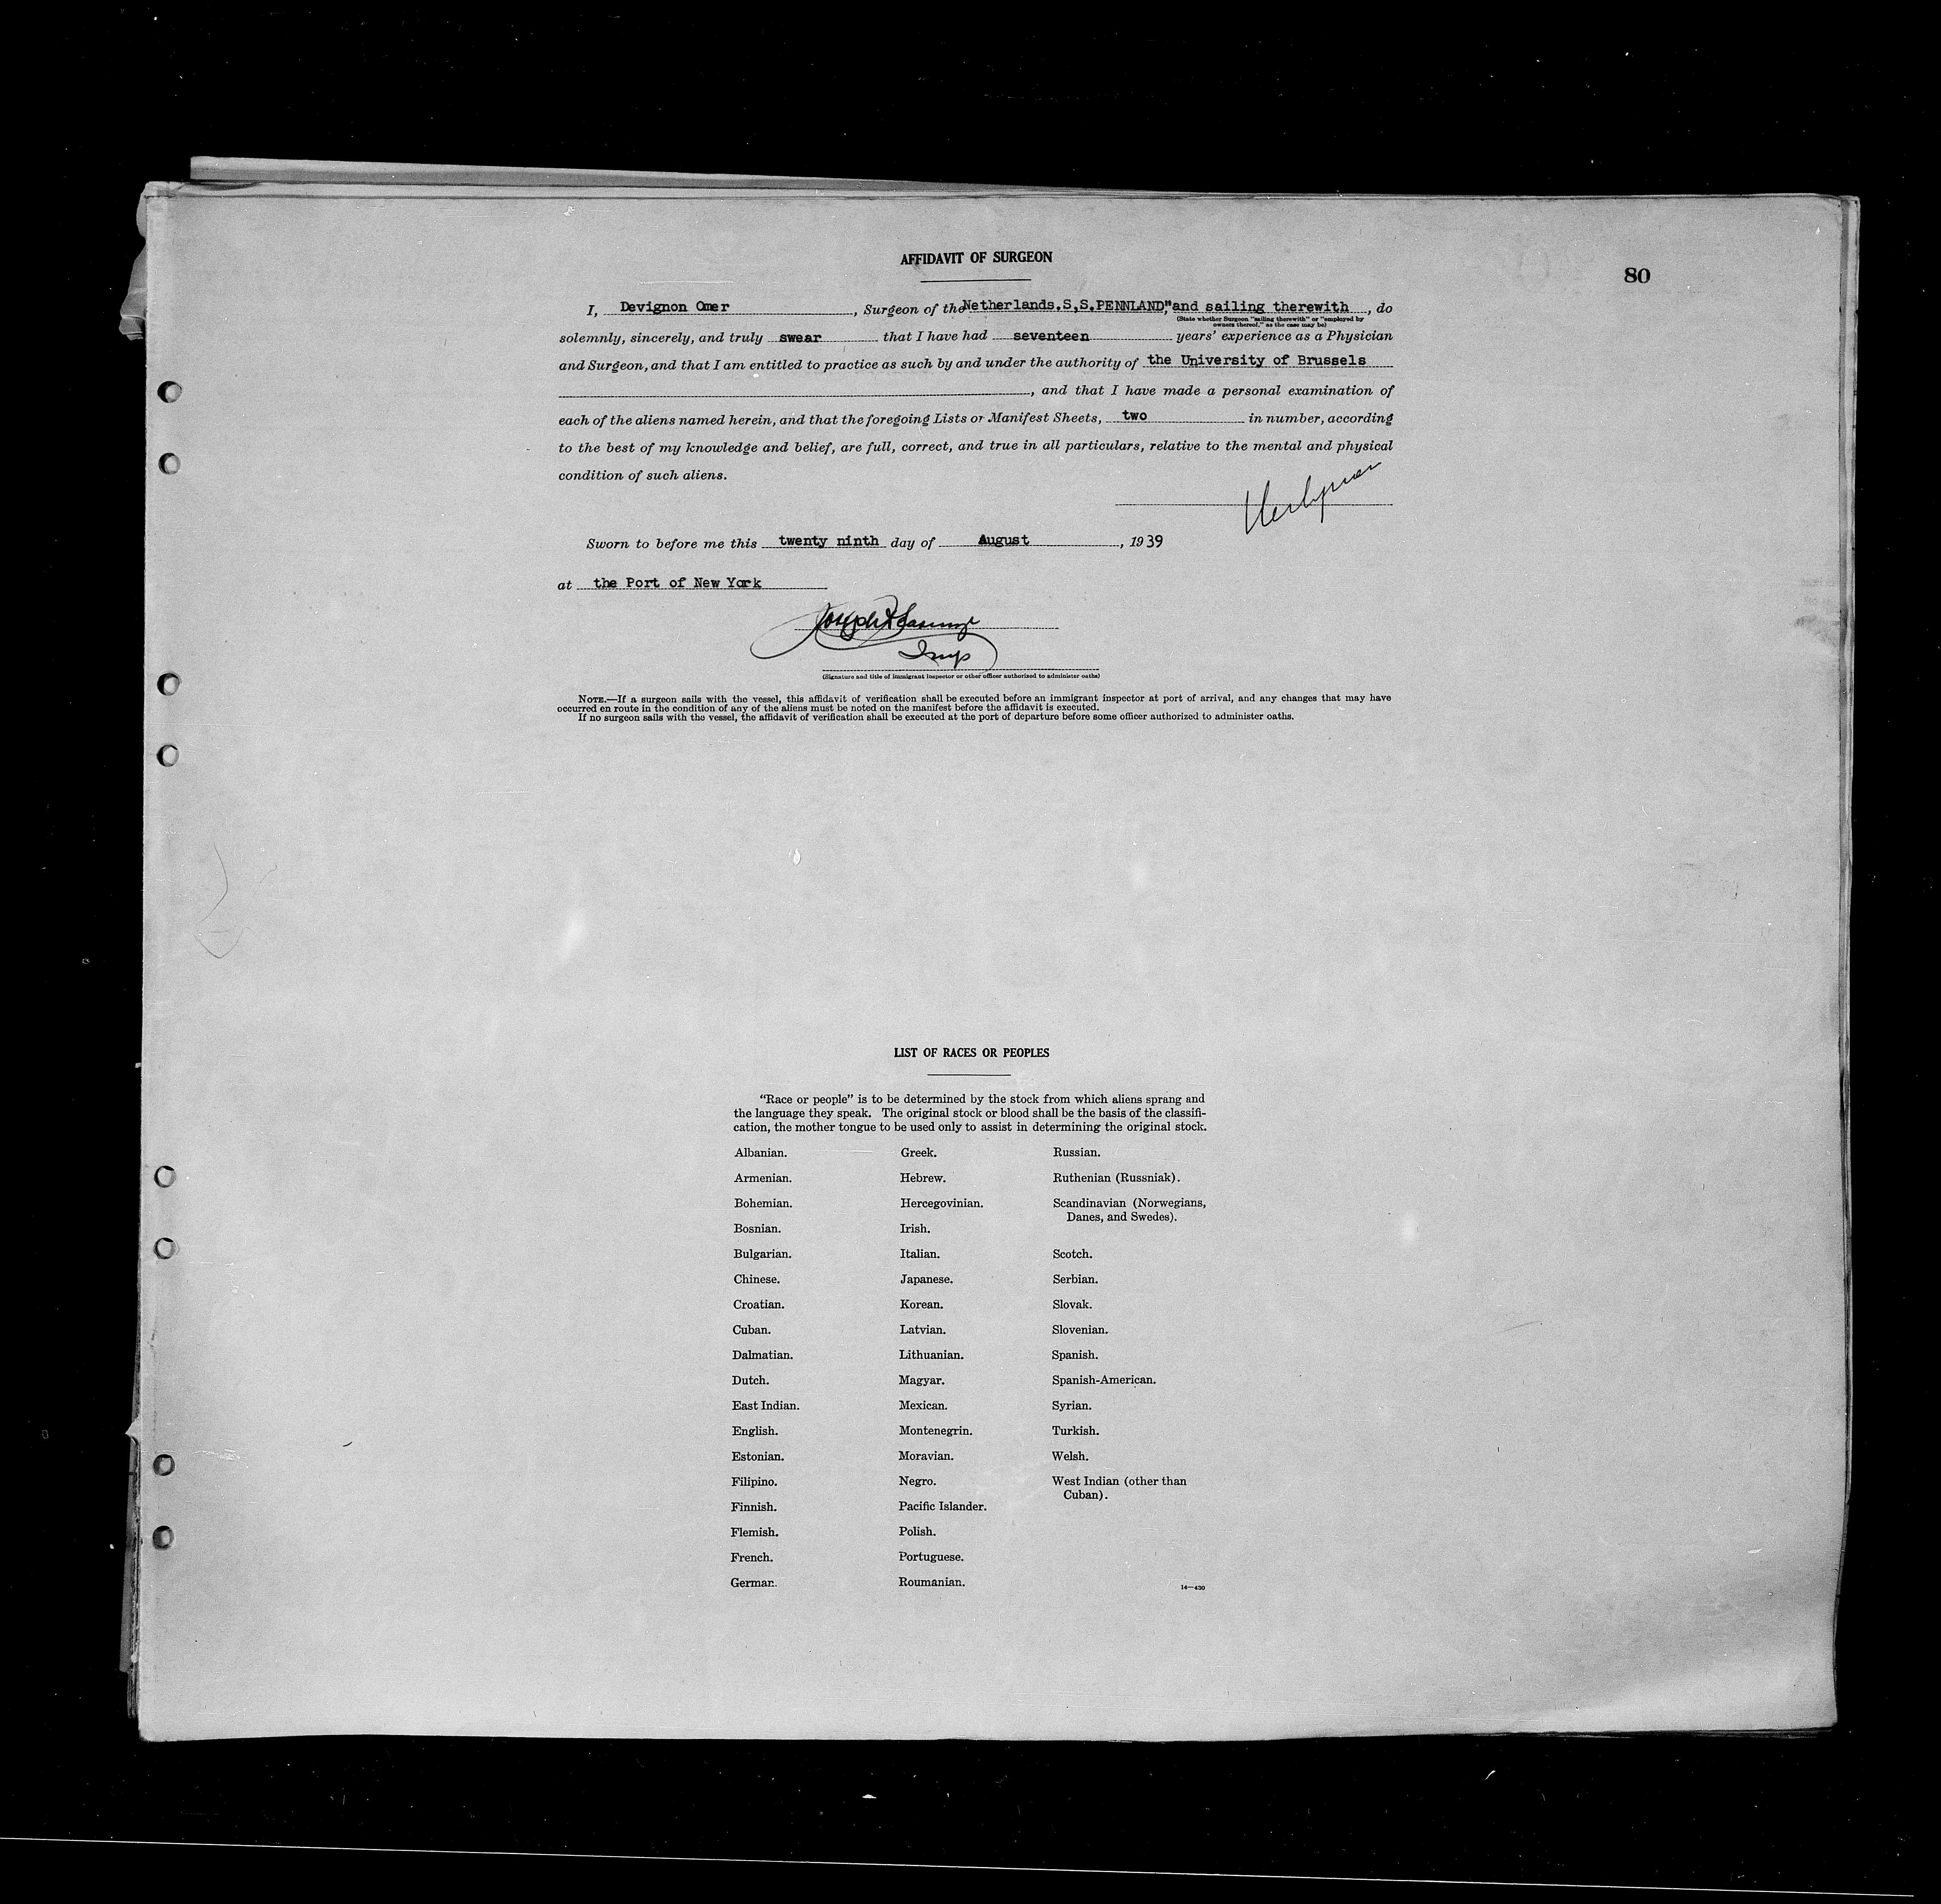 AFFIDAVIT OF SURGEON
80
I, Devignon Omer, Surgeon of the Netherlands.S,S.PENNLAND," and sailing therewith, do
(State whether Surgeon "sailing therewith" or "employed by
owners thereof," as the case may be)
solemnly, sincerely, and truly swear that I have had seventeen years' experience as a Physician
and Surgeon, and that I am entitled to practice as such by and under the authority of the University of Brussels
, and that I have made a personal examination of
each of the aliens named herein, and that the foregoing Lists or Manifest Sheets, two in number, according
to the best of my knowledge and belief, are full, correct, and true in all particulars, relative to the mental and physical
condition of such aliens.
Sworn to before me this twenty ninth day of August, 1939
at the Port of New York
Joseph
Insp
(Signature and title of immigrant inspector or other officer authorized to administer oaths)
NOTE.—If a surgeon sails with the vessel, this affidavit of verification shall be executed before an immigrant inspector at port of arrival, and any changes that may have
occurred en route in the condition of any of the aliens must be noted on the manifest before the affidavit is executed.
If no surgeon sails with the vessel, the affidavit of verification shall be executed at the port of departure before some officer authorized to administer oaths.
LIST OF RACES OR PEOPLES
"Race or people" is to be determined by the stock from which aliens sprang and
the language they speak. The original stock or blood shall be the basis of the classifi-
cation, the mother tongue to be used only to assist in determining the original stock.
Albanian.
Armenian.
Bohemian.
Bosnian.
Bulgarian.
Chinese.
Croatian.
Cuban.
Dalmatian.
Dutch.
East Indian.
English.
Estonian.
Filipino.
Finnish.
Flemish.
French.
German.
Greek.
Hebrew.
Hercegovinian.
Irish.
Italian.
Japanese.
Korean.
Latvian.
Lithuanian.
Magyar.
Mexican.
Montenegrin.
Moravian.
Negro.
Pacific Islander.
Polish.
Portuguese.
Roumanian.
Russian.
Ruthenian (Russniak).
Scandinavian (Norwegians,
Danes, and Swedes).
Scotch.
Serbian.
Slovak.
Slovenian.
Spanish.
Spanish-American.
Syrian.
Turkish.
Welsh.
West Indian (other than
Cuban).
14—430